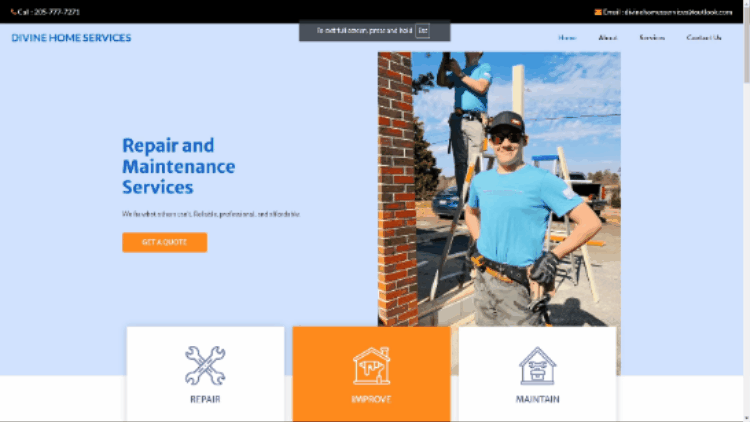 Call : 205-777-7271
Email : divinehomeservices@outlook.com
To exit full screen, press and hold Esc
DIVINE HOME SERVICES
Home About Services Contact Us
Repair and
Maintenance
Services
We fix what others can't. Reliable, professional, and affordable
GET A QUOTE
REPAIR
IMPROVE
MAINTAIN